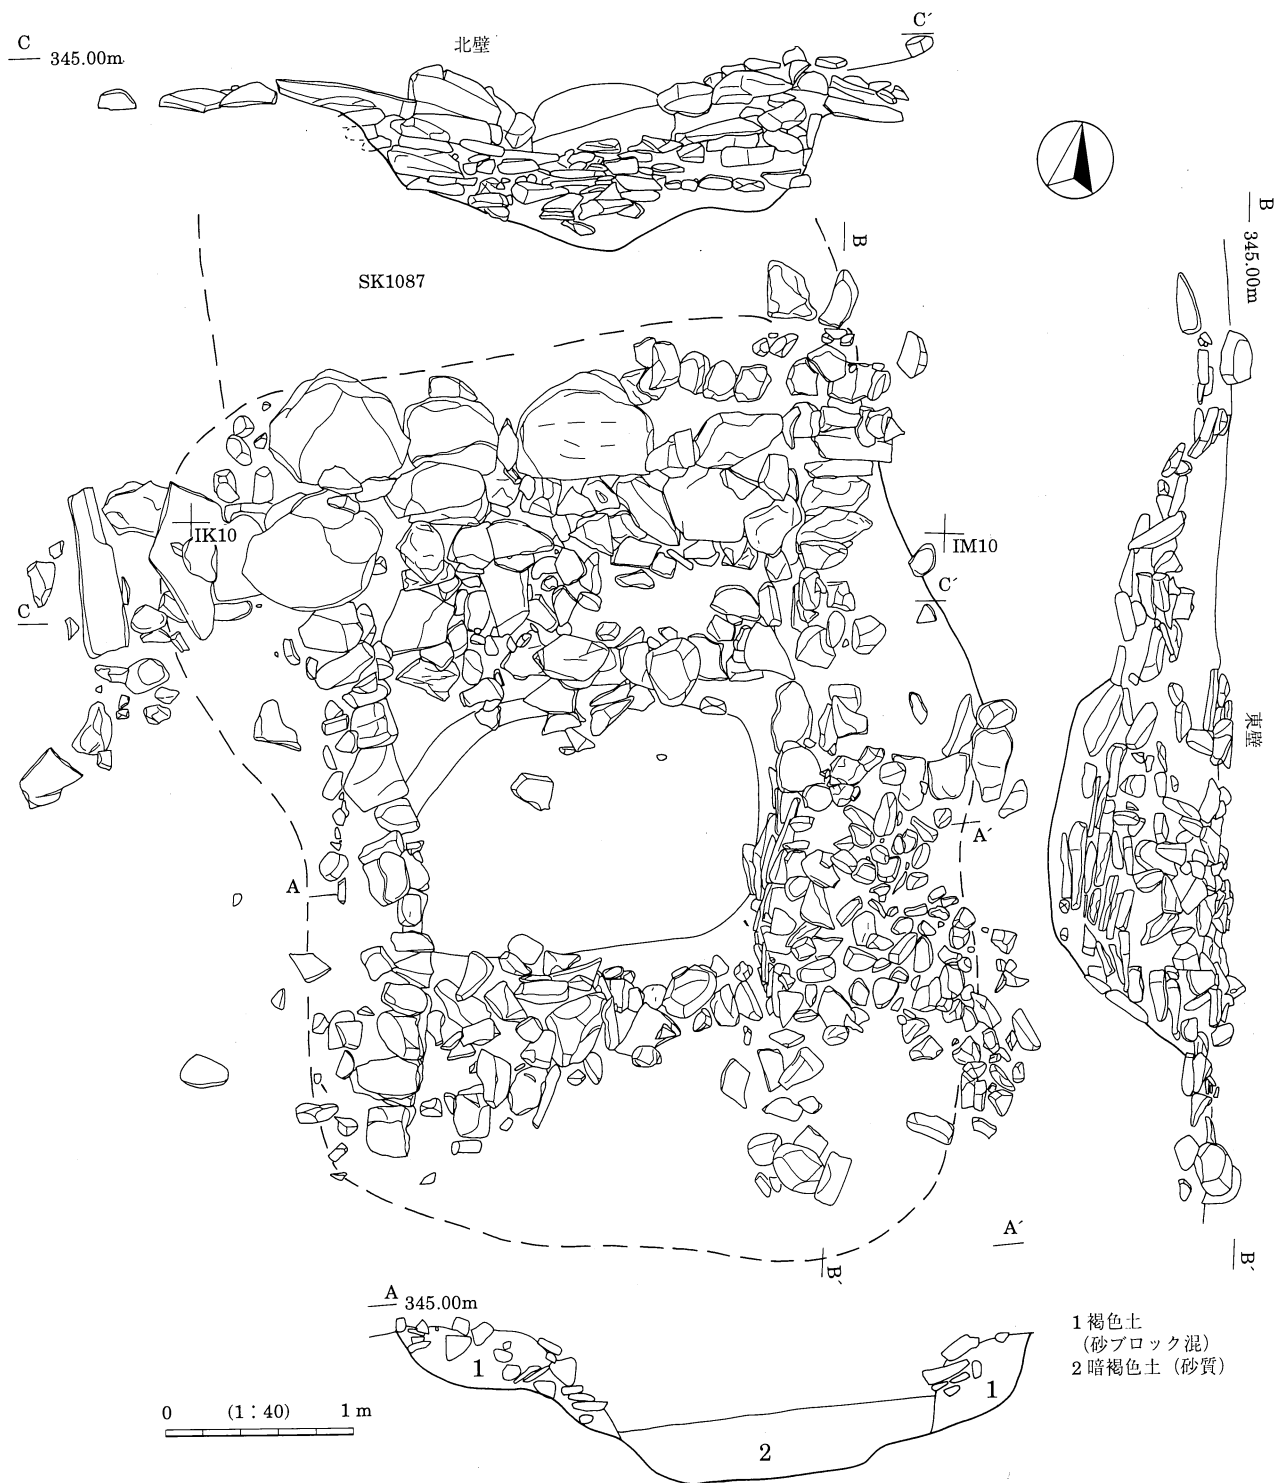 C 345.00m
北壁
C´
B 345.00m
B
SK1087
IK10
IM10
C
C´
東壁
A
A´
A´
B´
B´
A 345.00m
1
1
2
1 褐色土
(砂ブロック混)
2 暗褐色土 (砂質)
0 (1:40) 1 m